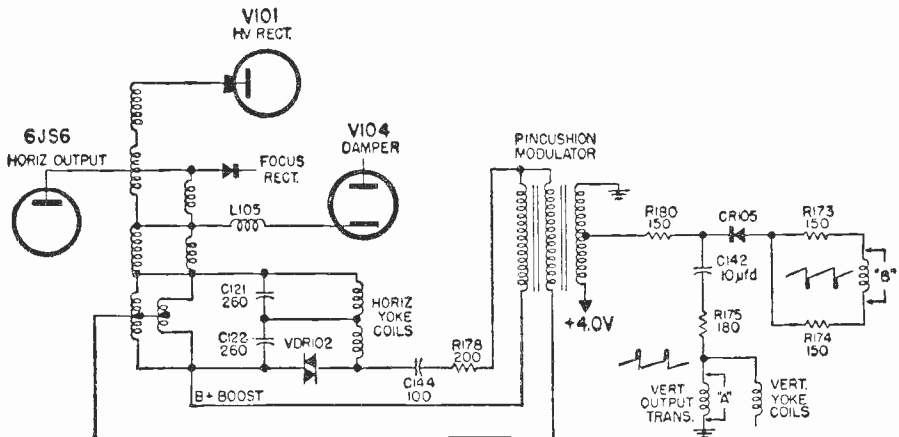 V101
HV RECT.
6JS6
HORIZ OUTPUT
FOCUS
RECT.
V104
DAMPER
L105
PINCUSHION
MODULATOR
R180
150
CR105
R173
150
C142
10µfd
"B"
C121
260
HORIZ
YOKE
COILS
C122
260
VDR102
R178
200
+4.0V
R175
180
R174
150
C144
100
B+ BOOST
VERT
OUTPUT
TRANS.
"A"
VERT.
YOKE
COILS